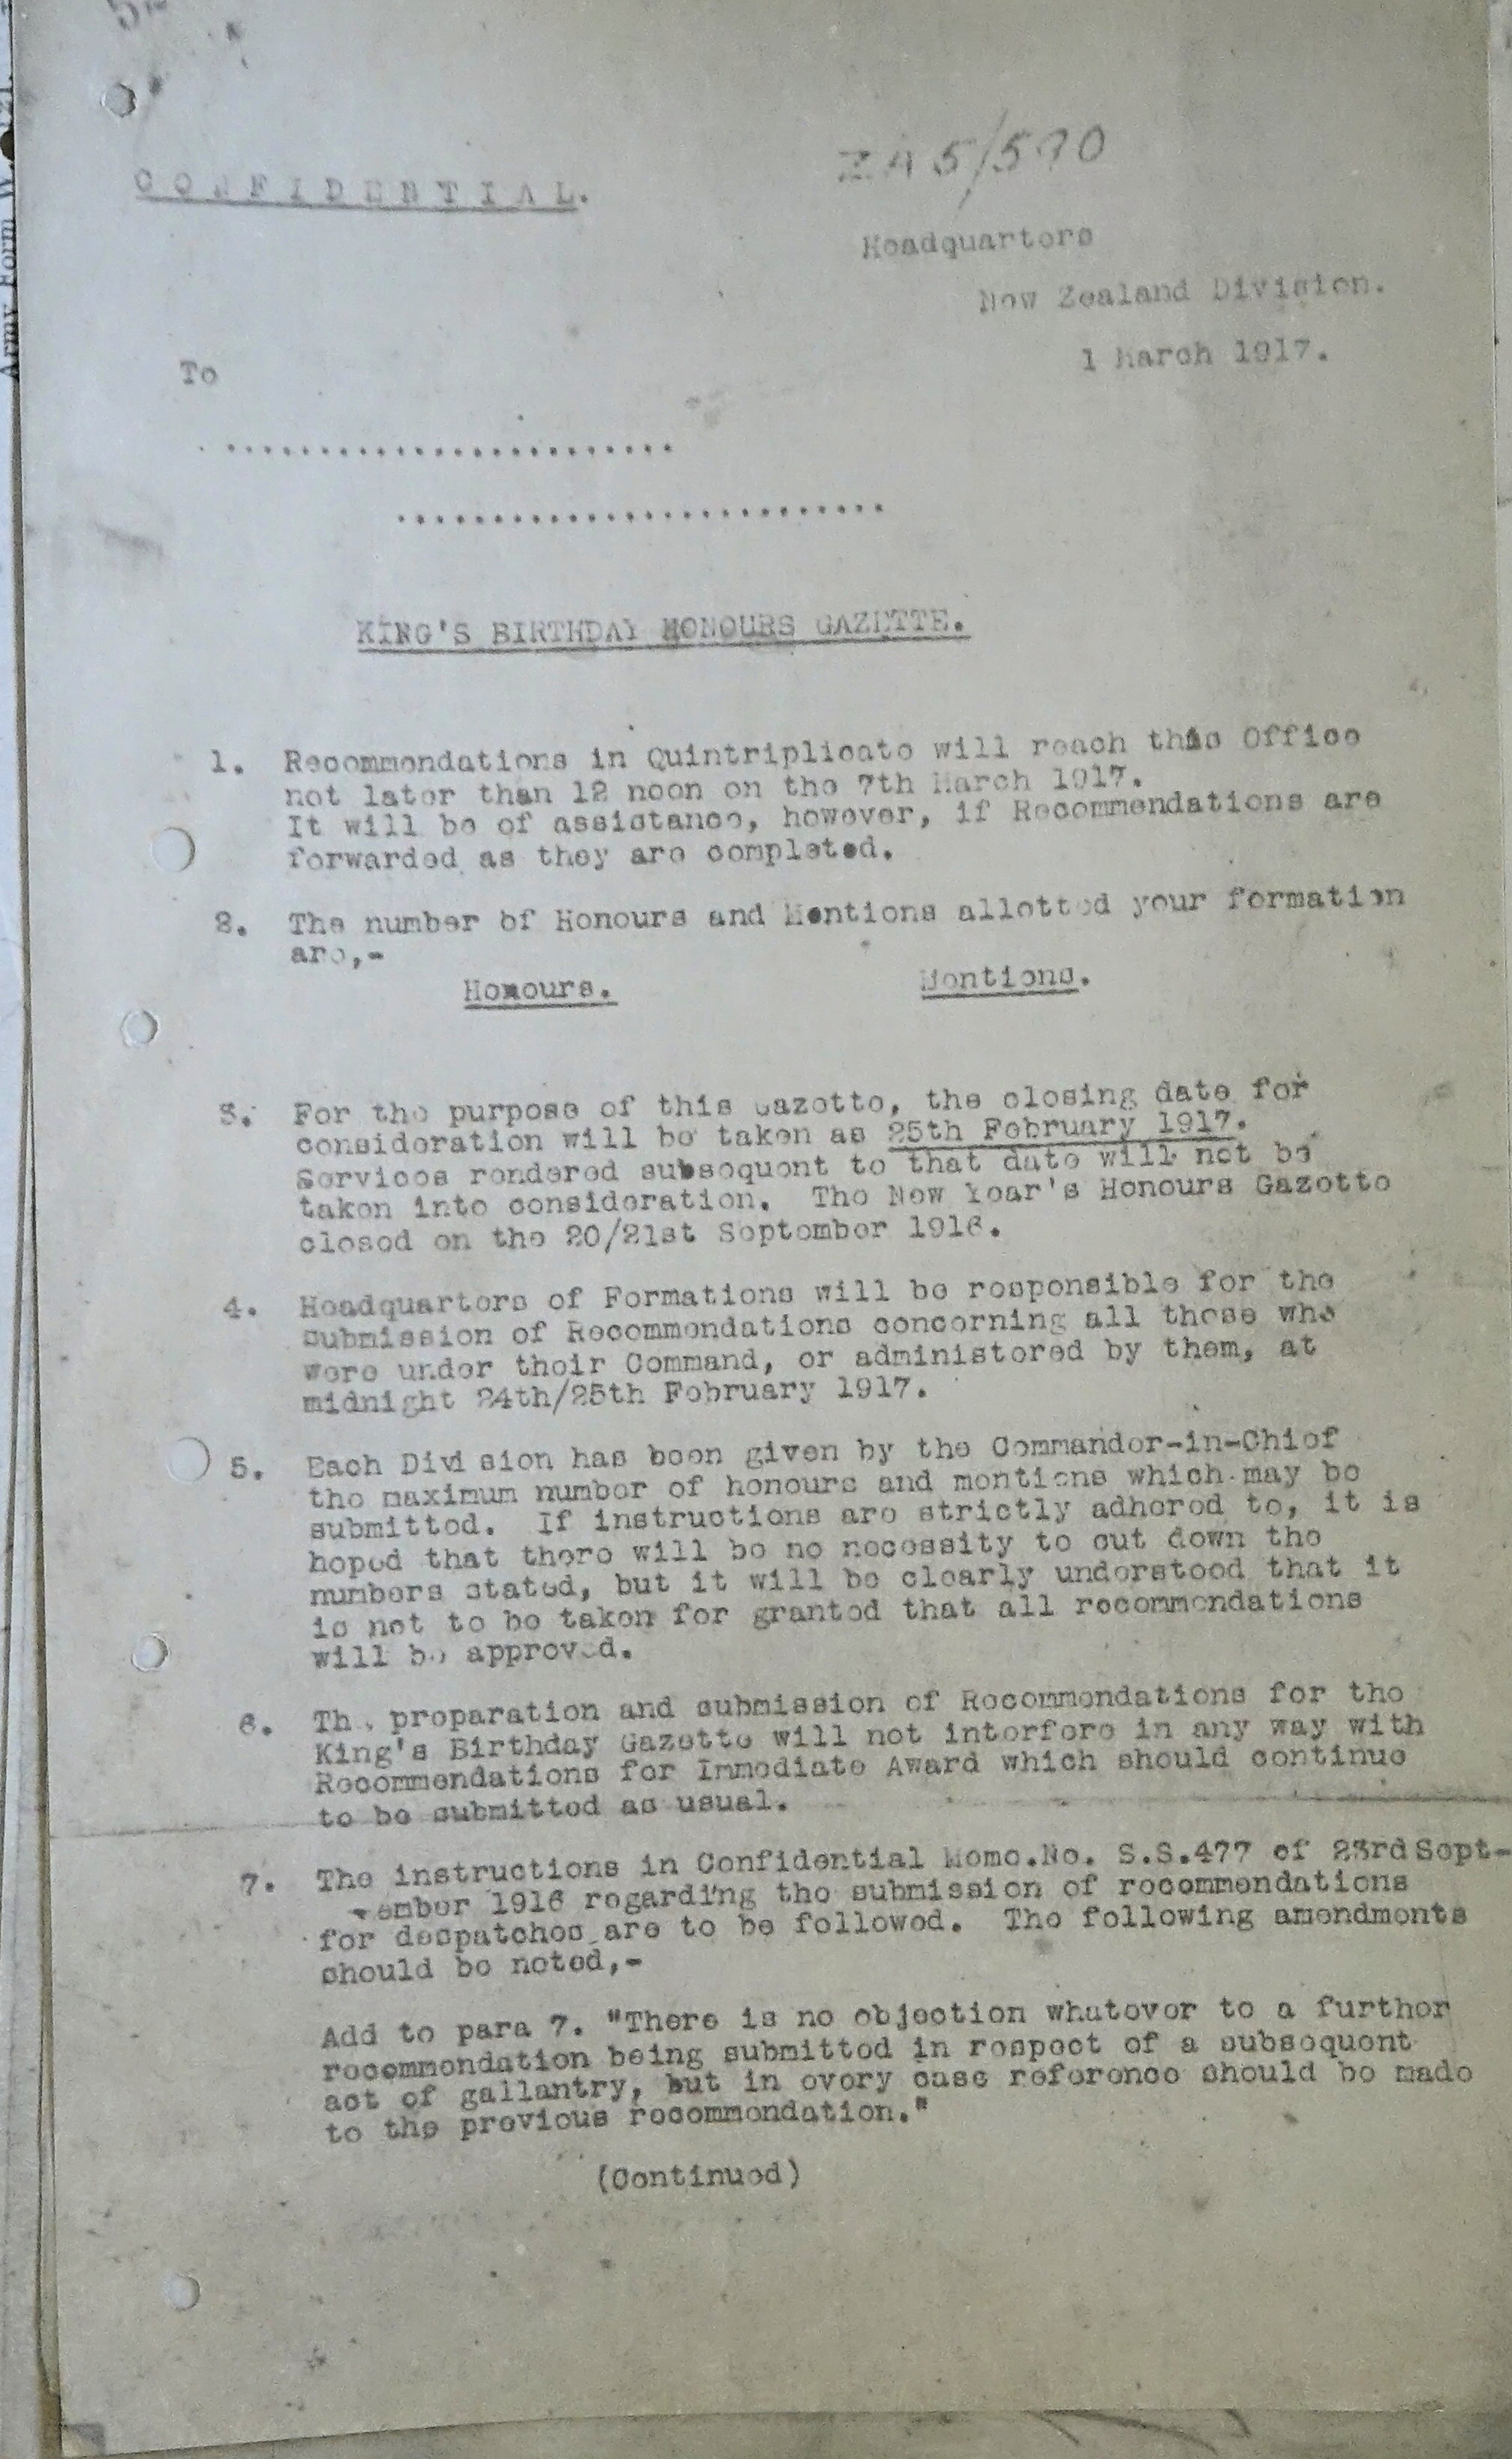 Army Form W.
CONFIDENTIAL.
ZA 5/590
Headquarters
New Zealand Division.
1 March 1917.
To
.........................
...........................
KING'S BIRTHDAY HONOURS GAZETTE.
1. Recommendations in Quintriplicate will reach this Office
not later than 12 noon on the 7th March 1917.
It will be of assistance, however, if Recommendations are
forwarded as they are completed.
2. The number of Honours and Mentions allotted your formation
are,-
Honours. Mentions.
3. For the purpose of this Gazette, the closing date for
consideration will be taken as 25th February 1917.
Services rendered subsequent to that date will not be
taken into consideration. The New Year's Honours Gazette
closed on the 20/21st September 1916.
4. Headquarters of Formations will be responsible for the
submission of Recommendations concerning all those who
were under their Command, or administered by them, at
midnight 24th/25th February 1917.
5. Each Division has been given by the Commander-in-Chief
the maximum number of honours and mentions which may be
submitted. If instructions are strictly adhered to, it is
hoped that there will be no necessity to cut down the
numbers stated, but it will be clearly understood that it
is not to be taken for granted that all recommendations
will be approved.
6. The preparation and submission of Recommendations for the
King's Birthday Gazette will not interfere in any way with
Recommendations for Immediate Award which should continue
to be submitted as usual.
7. The instructions in Confidential Memo.No. S.S.477 of 23rd Sept-
ember 1916 regarding the submission of recommendations
for despatches are to be followed. The following amendments
should be noted,-
Add to para 7. "There is no objection whatever to a further
recommendation being submitted in respect of a subsequent
act of gallantry, but in every case reference should be made
to the previous recommendation."
(Continued)